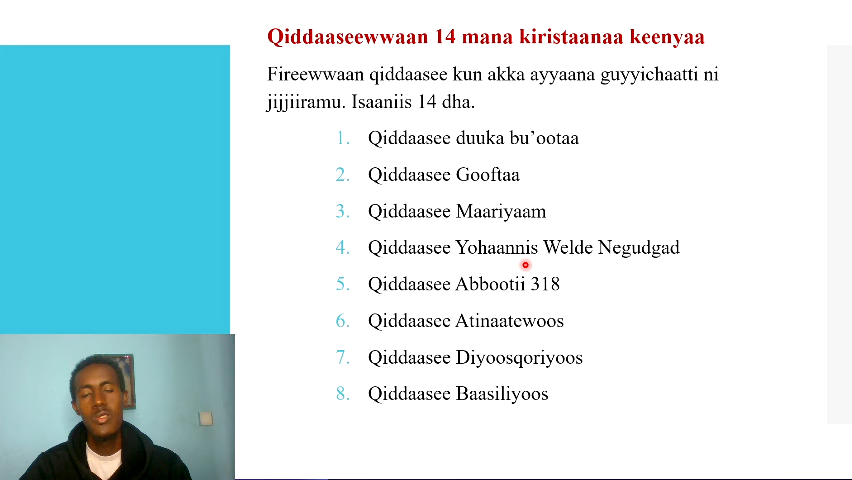 Qiddaaseewwaan 14 mana kiristaanaa keenyaa
Fireewwaan qiddaasee kun akka ayyaana guyyichaatti ni
jijjiiramu. Isaaniis 14 dha.
1. Qiddaasee duuka bu’ootaa
2. Qiddaasee Gooftaa
3. Qiddaasee Maariyaam
4. Qiddaasee Yohaannis Welde Negudgad
5. Qiddaasee Abbootii 318
6. Qiddaasee Atinaatewoos
7. Qiddaasee Diyoosqoriyoos
8. Qiddaasee Baasiliyoos